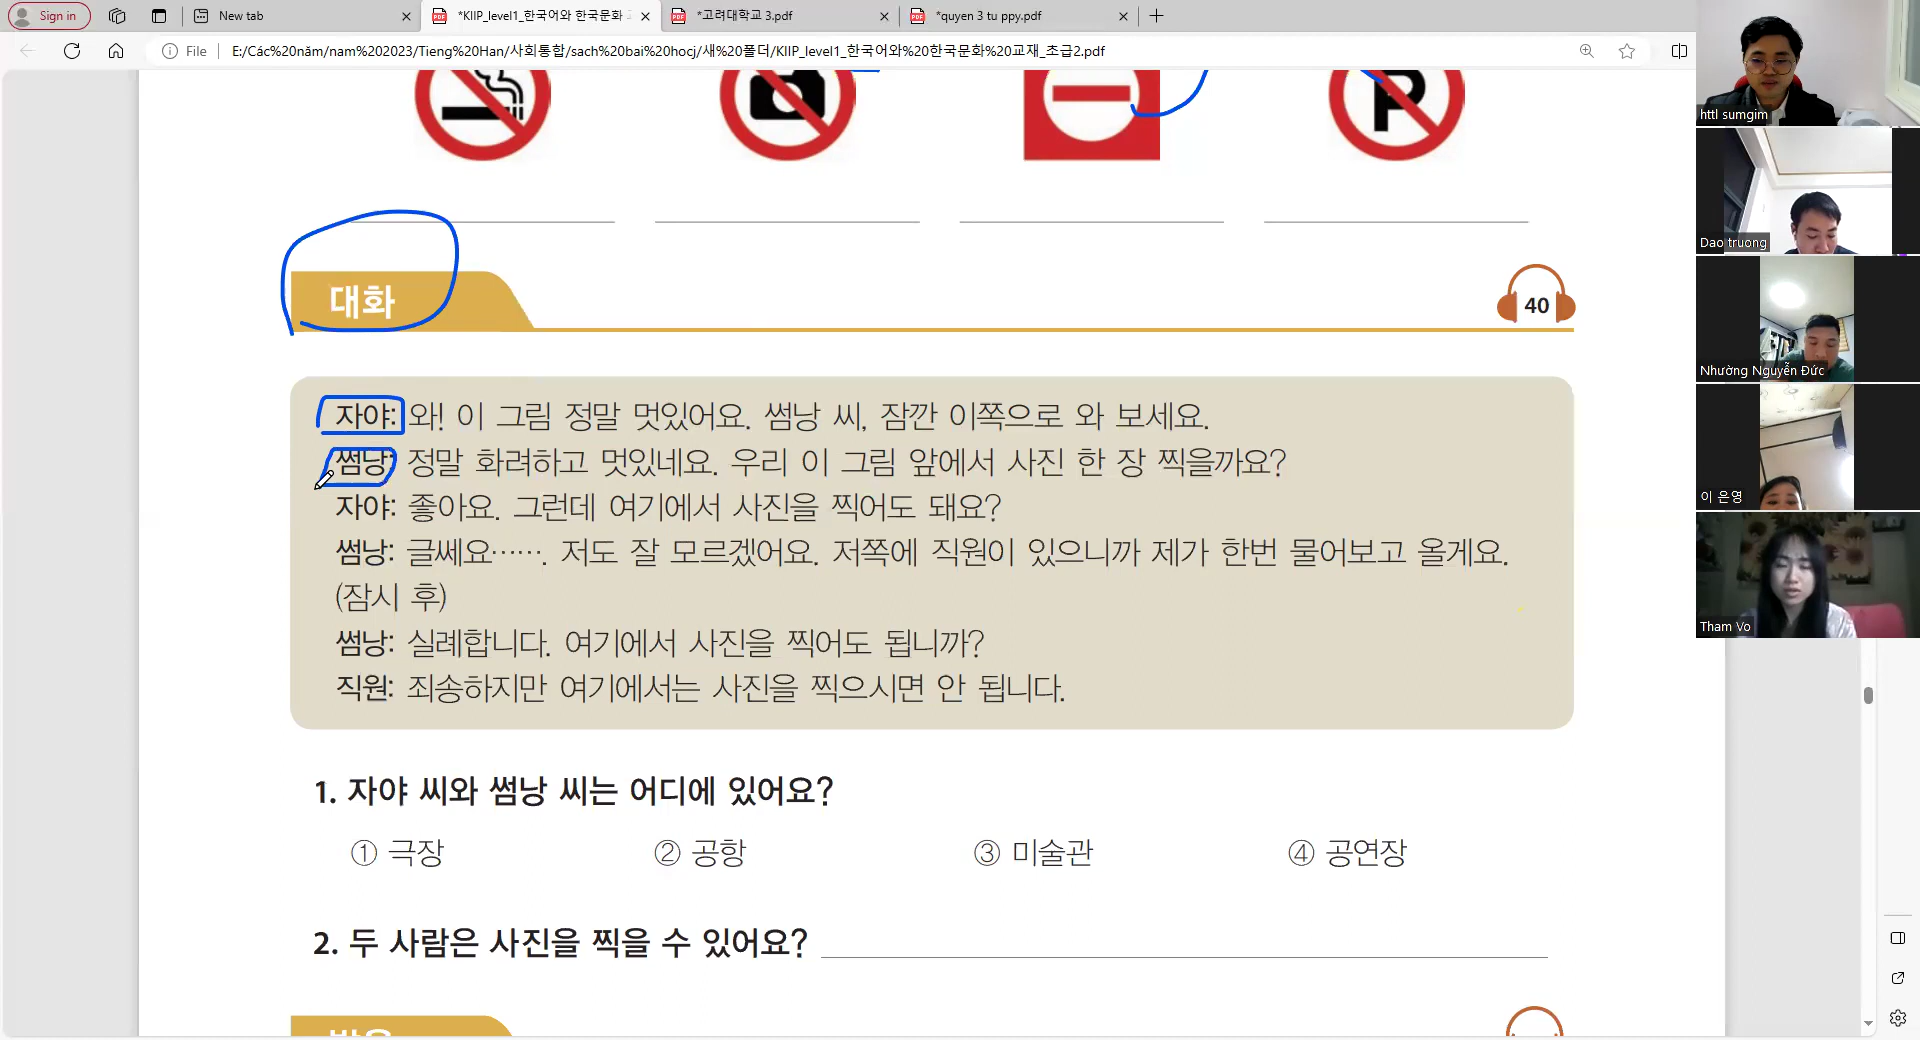 Sign in
New tab
*KIIP_level1_한국어와 한국문화
*고려대학교 3.pdf
*quyen 3 tu ppy.pdf
File
E:/Các%20năm/nam%202023/Tieng%20Han/사회통합/sach%20bai%20hocj/새%20폴더/KIIP_level1_한국어와%20한국문화%20교재_초급2.pdf
P
대화
40
자야: 와! 이 그림 정말 멋있어요. 썸낭 씨, 잠깐 이쪽으로 와 보세요.
썸낭: 정말 화려하고 멋있네요. 우리 이 그림 앞에서 사진 한 장 찍을까요?
자야: 좋아요. 그런데 여기에서 사진을 찍어도 돼요?
썸낭: 글쎄요……. 저도 잘 모르겠어요. 저쪽에 직원이 있으니까 제가 한번 물어보고 올게요.
(잠시 후)
썸낭: 실례합니다. 여기에서 사진을 찍어도 됩니까?
직원: 죄송하지만 여기에서는 사진을 찍으시면 안 됩니다.
1. 자야 씨와 썸낭 씨는 어디에 있어요?
① 극장
② 공항
③ 미술관
④ 공연장
2. 두 사람은 사진을 찍을 수 있어요?
httl sumgim
Dao truong
Nhường Nguyễn Đức
이 은영
Tham Vo